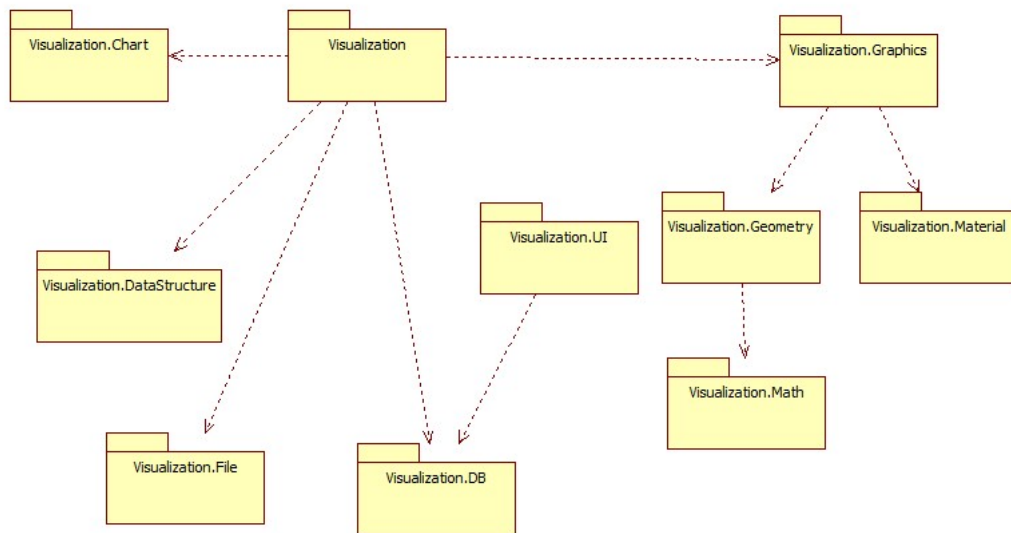 Visualization.Chart
Visualization
Visualization.Graphics
Visualization.UI
Visualization.Geometry
Visualization.Material
Visualization.DataStructure
Visualization.Math
Visualization.File
Visualization.DB